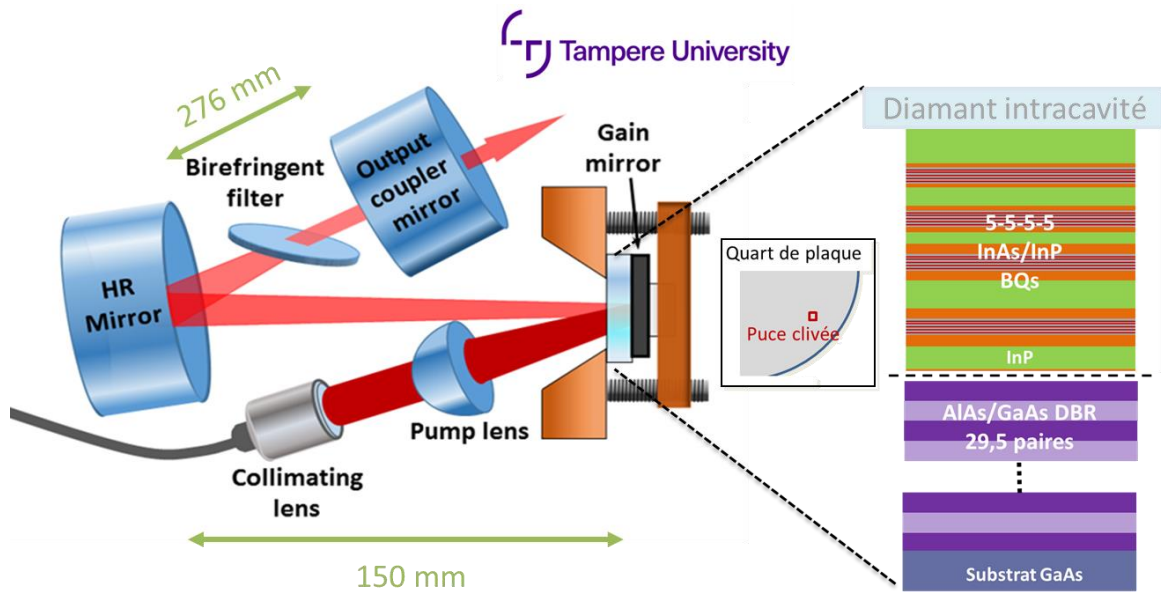 Tampere University
276 mm
Birefringent
filter
Output
coupler
mirror
Gain
mirror
HR
Mirror
Pump lens
Collimating
lens
150 mm
Quart de plaque
Puce clivée
Diamant intracavité
5-5-5-5
InAs/InP
BQs
InP
AlAs/GaAs DBR
29,5 paires
Substrat GaAs